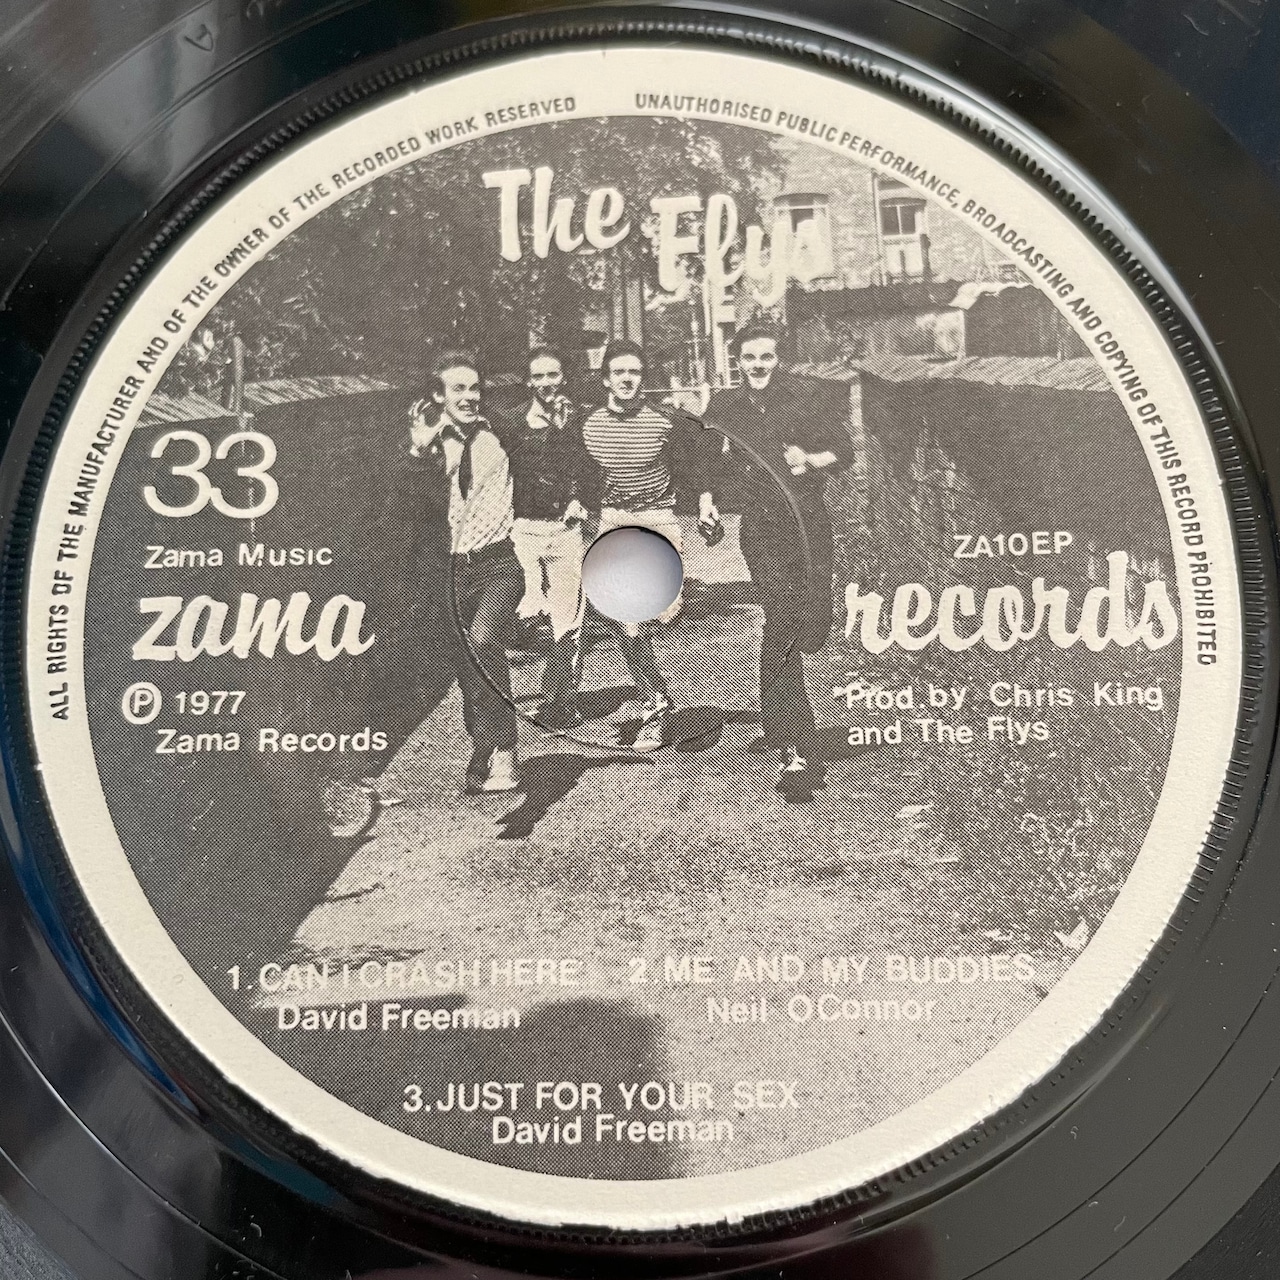 ALL RIGHTS OF THE MANUFACTURER AND OF THE OWNER OF THE RECORDED WORK RESERVED
UNAUTHORISED PUBLIC PERFORMANCE, BROADCASTING AND COPYING OF THIS RECORD PROHIBITED
The Flys
33
Zama Music
zama
℗ 1977
Zama Records
ZA10EP
records
Prod.by Chris King
and The Flys
1.CAN I CRASH HERE
David Freeman
2.ME AND MY BUDDIES
Neil O'Connor
3.JUST FOR YOUR SEX
David Freeman